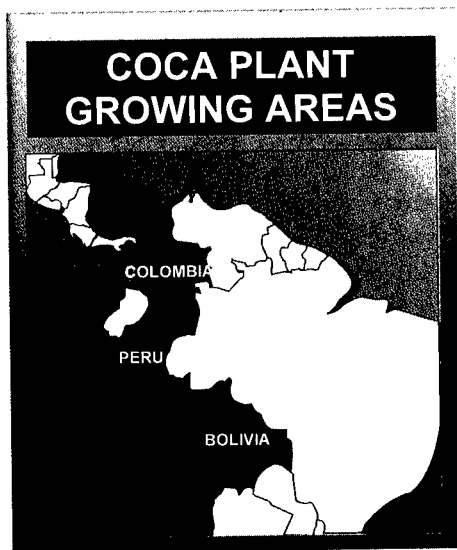 COCA PLANT
GROWING AREAS
COLOMBIA
PERU
BOLIVIA